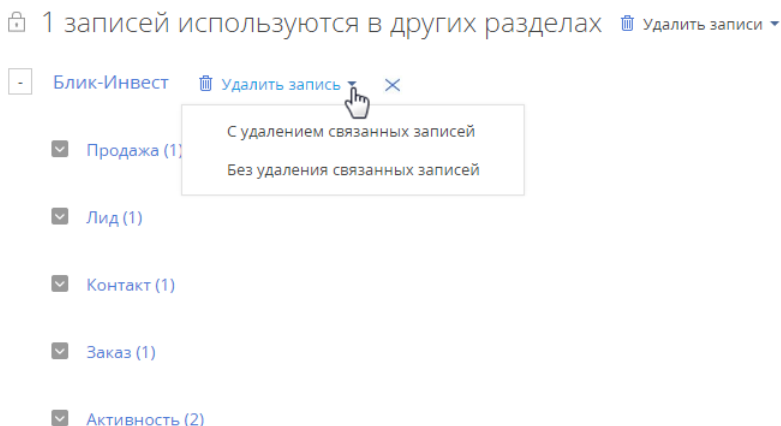 1 записей используются в других разделах Удалить записи
- Блик-Инвест Удалить запись
С удалением связанных записей
Без удаления связанных записей
Продажа (1)
Лид (1)
Контакт (1)
Заказ (1)
Активность (2)